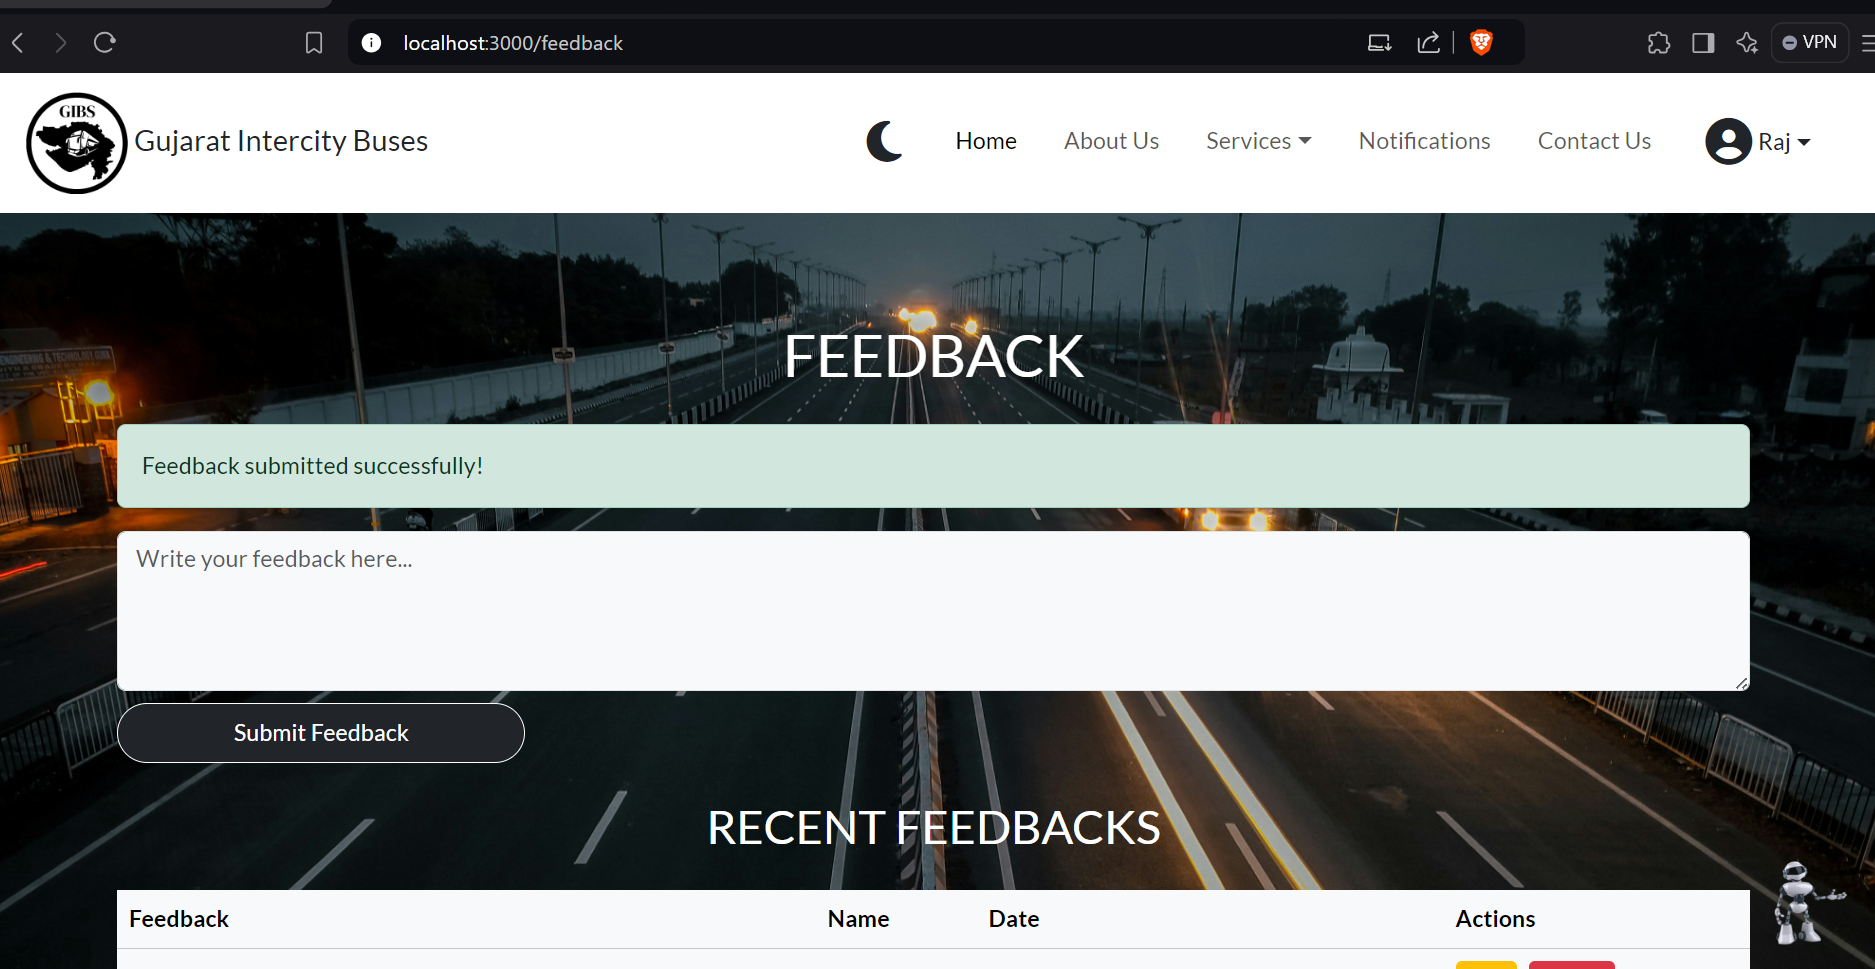 localhost:3000/feedback
VPN
GIBS
Gujarat Intercity Buses
Home
About Us
Services
Notifications
Contact Us
Raj
FEEDBACK
Feedback submitted successfully!
Write your feedback here...
Submit Feedback
RECENT FEEDBACKS
Feedback Name Date Actions